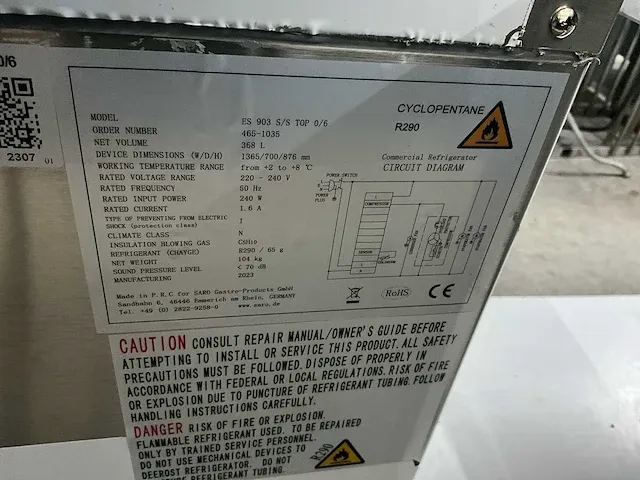 0/6
2307 01
MODEL ES 903 S/S TOP 0/6
ORDER NUMBER 465-1035
NET VOLUME 368 L
DEVICE DIMENSIONS (W/D/H) 1365/700/876 mm
WORKING TEMPERATURE RANGE from +2 to +8 ℃
RATED VOLTAGE RANGE 220 - 240 V
RATED FREQUENCY 50 Hz
RATED INPUT POWER 240 W
RATED CURRENT 1.6 A
TYPE OF PREVENTING FROM ELECTRIC SHOCK (protection class) I
CLIMATE CLASS N
INSULATION BLOWING GAS C5H10
REFRIGERANT (CHAYGE) R290 / 65 g
NET WEIGHT 104 kg
SOUND PRESSURE LEVEL < 70 dB
MANUFACTURING 2023
Made in P.R.C for SARO Gastro-Products GmbH
Sandbahn 6, 46446 Emmerich am Rhein, GERMANY
Tel. +49 (0) 2822-9258-0 www.saro.de
CYCLOPENTANE
R290
Commercial Refrigerator
CIRCUIT DIAGRAM
POWER SWITCH
POWER PLUG
COMPRESSOR
SENSOR
RoHS
CE
CAUTION CONSULT REPAIR MANUAL/OWNER'S GUIDE BEFORE
ATTEMPTING TO INSTALL OR SERVICE THIS PRODUCT. ALL SAFETY
PRECAUTIONS MUST BE FOLLOWED. DISPOSE OF PROPERLY IN
ACCORDANCE WITH FEDERAL OR LOCAL REGULATIONS. RISK OF FIRE
OR EXPLOSION DUE TO PUNCTURE OF REFRIGERANT TUBING. FOLLOW
HANDLING INSTRUCTIONS CAREFULLY.
DANGER RISK OF FIRE OR EXPLOSION.
FLAMMABLE REFRIGERANT USED. TO BE REPAIRED
ONLY BY TRAINED SERVICE PERSONNEL.
DO NOT USE MECHANICAL DEVICES TO
DEEROST REFRIGERATOR. DO NOT
REFRIGERANT TUBING.
R290